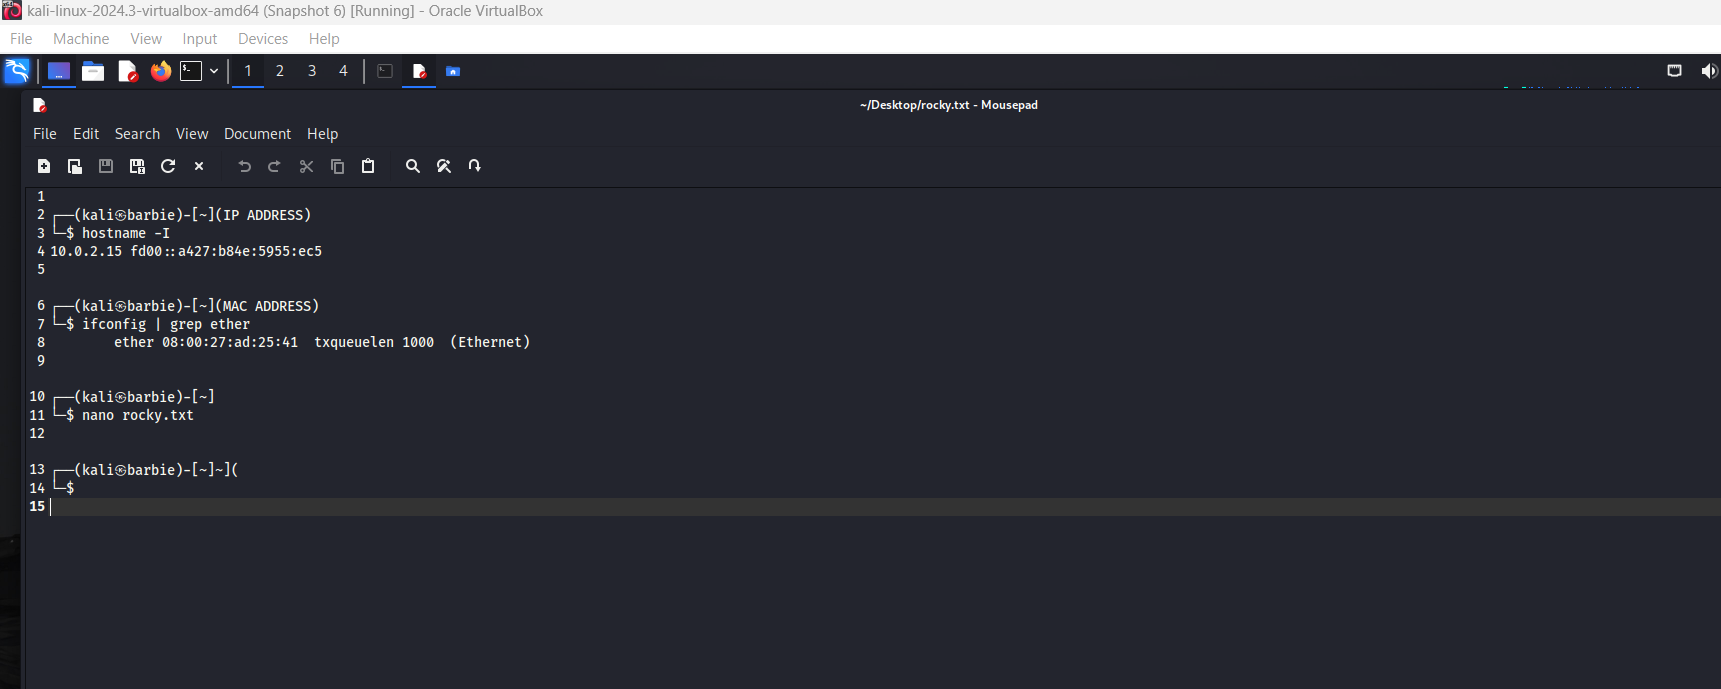 kali-linux-2024.3-virtualbox-amd64 (Snapshot 6) [Running] - Oracle VirtualBox
File Machine View Input Devices Help
1 2 3 4
~/Desktop/rocky.txt - Mousepad
File Edit Search View Document Help
1
2 ┌──(kali㉿barbie)-[~](IP ADDRESS)
3 └─$ hostname -I
4 10.0.2.15 fd00::a427:b84e:5955:ec5
5
6 ┌──(kali㉿barbie)-[~](MAC ADDRESS)
7 └─$ ifconfig | grep ether
8         ether 08:00:27:ad:25:41  txqueuelen 1000  (Ethernet)
9
10 ┌──(kali㉿barbie)-[~]
11 └─$ nano rocky.txt
12
13 ┌──(kali㉿barbie)-[~]~](
14 └─$
15